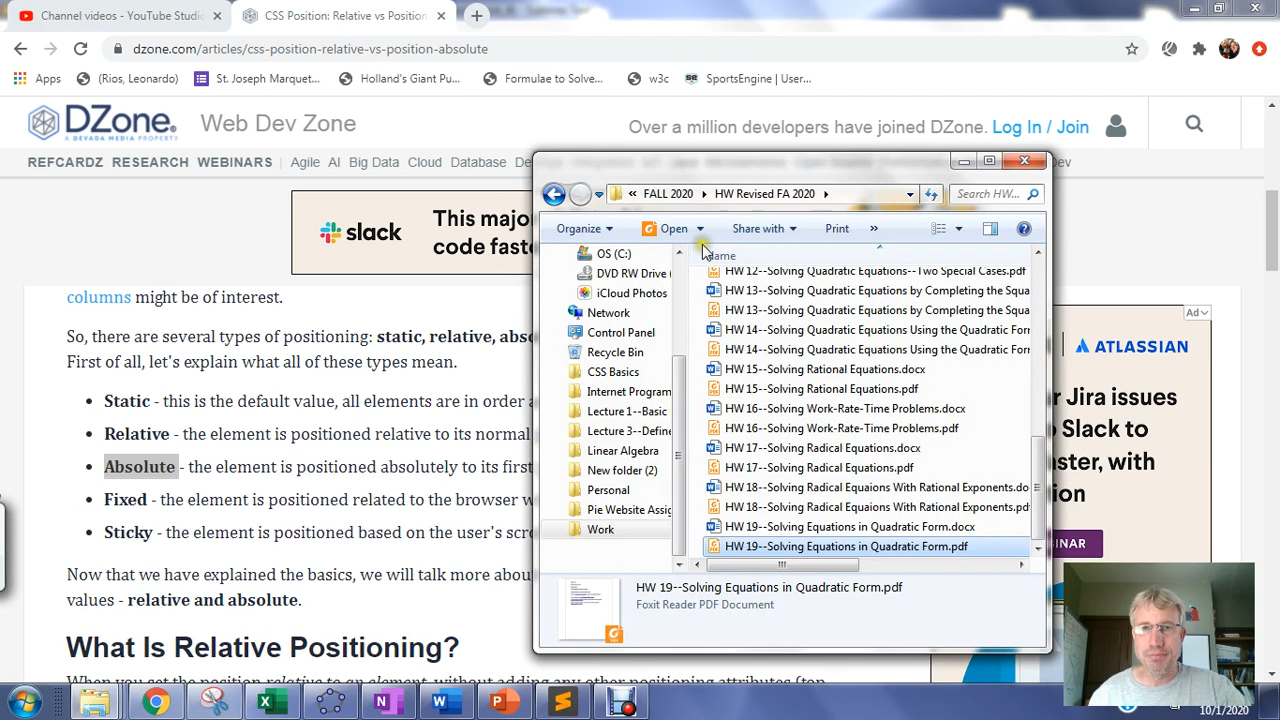 Channel videos - YouTube Studi
CSS Position: Relative vs Position
dzone.com/articles/css-position-relative-vs-position-absolute
Apps
(Rios, Leonardo)
St. Joseph Marquet...
Holland's Giant Pu...
Formulae to Solve...
w3c
SportsEngine | User...
DZone.
A DEVADA MEDIA PROPERTY
Web Dev Zone
Over a million developers have joined DZone. Log In / Join
REFCARDZ RESEARCH WEBINARS Agile AI Big Data Cloud Database
slack
This major
code faste
columns might be of interest.
So, there are several types of positioning: static, relative, abso
First of all, let's explain what all of these types mean.
Static - this is the default value, all elements are in order a
Relative - the element is positioned relative to its normal
Absolute - the element is positioned absolutely to its first
Fixed - the element is positioned related to the browser w
Sticky - the element is positioned based on the user's scro
Now that we have explained the basics, we will talk more abou
values - relative and absolute.
What Is Relative Positioning?
Ad
ATLASSIAN
r Jira issues
to Slack to
aster, with
ion
INAR
FALL 2020
HW Revised FA 2020
Search HW...
Organize
Open
Share with
Print
»
OS (C:)
DVD RW Drive (
iCloud Photos
Network
Control Panel
Recycle Bin
CSS Basics
Internet Program
Lecture 1--Basic
Lecture 3--Define
Linear Algebra
New folder (2)
Personal
Pie Website Assig
Work
Name
HW 12--Solving Quadratic Equations--Two Special Cases.pdf
HW 13--Solving Quadratic Equations by Completing the Squa
HW 13--Solving Quadratic Equations by Completing the Squa
HW 14--Solving Quadratic Equations Using the Quadratic For
HW 14--Solving Quadratic Equations Using the Quadratic For
HW 15--Solving Rational Equations.docx
HW 15--Solving Rational Equations.pdf
HW 16--Solving Work-Rate-Time Problems.docx
HW 16--Solving Work-Rate-Time Problems.pdf
HW 17--Solving Radical Equations.docx
HW 17--Solving Radical Equations.pdf
HW 18--Solving Radical Equaions With Rational Exponents.do
HW 18--Solving Radical Equaions With Rational Exponents.pd
HW 19--Solving Equations in Quadratic Form.docx
HW 19--Solving Equations in Quadratic Form.pdf
HW 19--Solving Equations in Quadratic Form.pdf
Foxit Reader PDF Document
10/1/2020